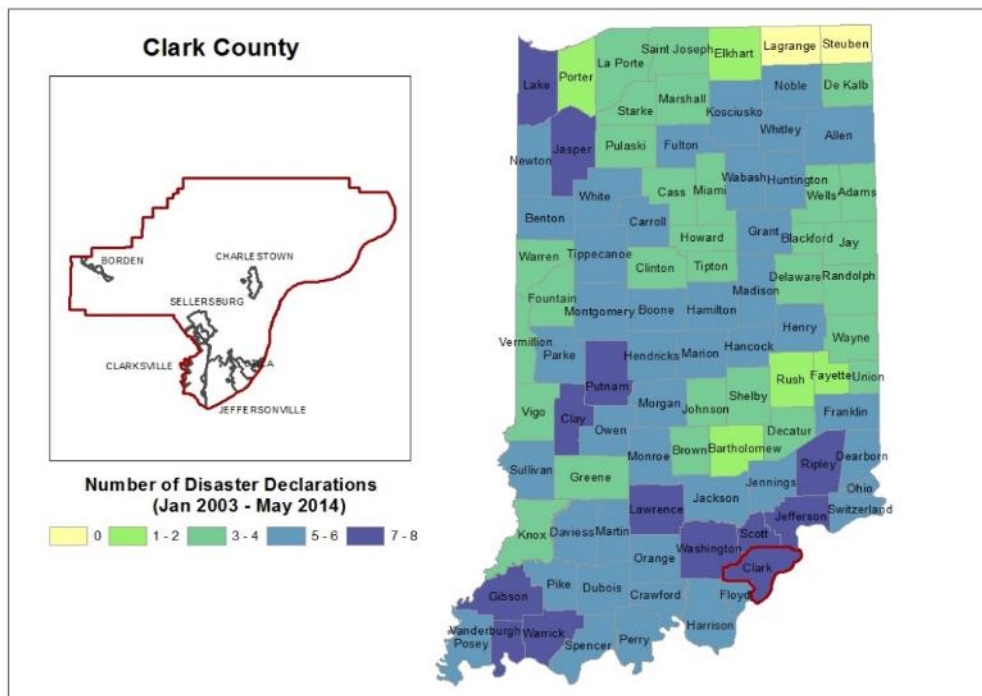 Clark County
BORDEN
CHARLESTOWN
SELLERSBURG
CLARKSVILLE
JEFFERSONVILLE
Number of Disaster Declarations
(Jan 2003 - May 2014)
0
1 - 2
3 - 4
5 - 6
7 - 8
Lake
Porter
La Porte
Saint Joseph
Elkhart
Lagrange
Steuben
Noble
De Kalb
Starke
Marshall
Kosciusko
Whitley
Allen
Newton
Jasper
Pulaski
Fulton
Wabash
Huntington
Wells
Adams
White
Cass
Miami
Benton
Carroll
Grant
Blackford
Jay
Howard
Warren
Tippecanoe
Clinton
Tipton
Delaware
Randolph
Madison
Fountain
Montgomery
Boone
Hamilton
Henry
Wayne
Vermillion
Parke
Hendricks
Marion
Hancock
Putnam
Rush
Fayette
Union
Shelby
Morgan
Johnson
Vigo
Clay
Owen
Franklin
Decatur
Brown
Bartholomew
Monroe
Sullivan
Greene
Ripley
Dearborn
Jennings
Ohio
Jackson
Switzerland
Lawrence
Jefferson
Scott
Knox
Daviess
Martin
Washington
Orange
Clark
Gibson
Pike
Dubois
Crawford
Floyd
Harrison
Vanderburgh
Posey
Warrick
Spencer
Perry